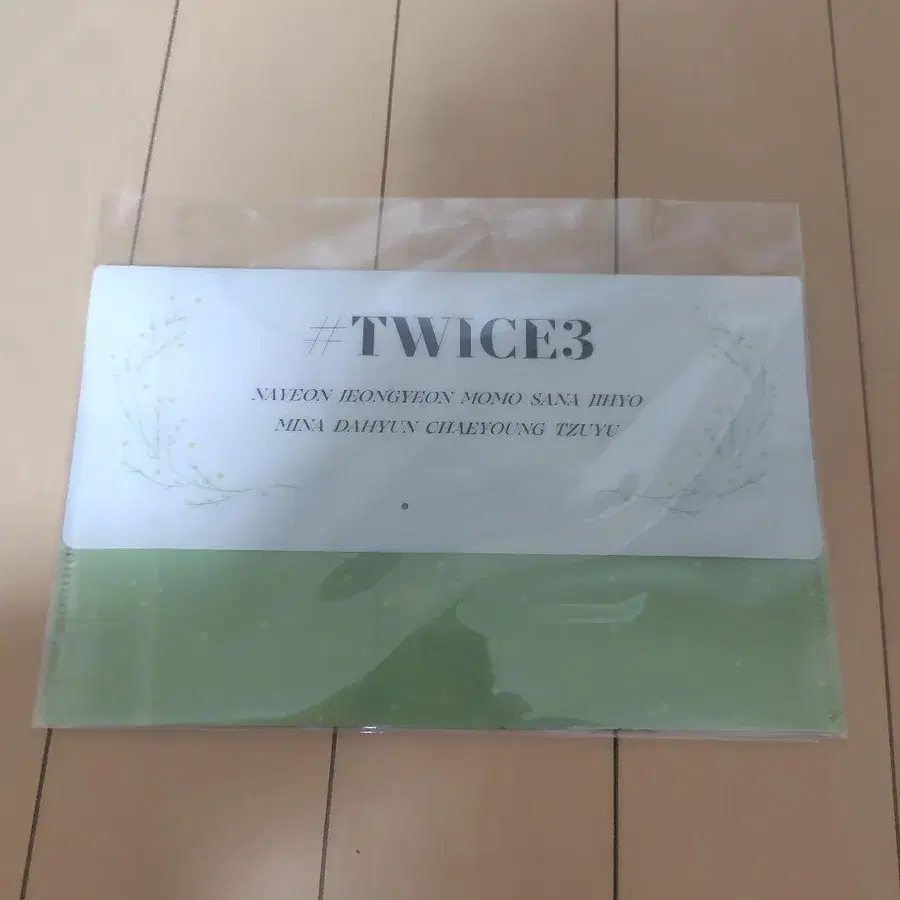 #TWICE3
NAYEON JEONGYEON MOMO SANA JIHYO
MINA DAHYUN CHAEYOUNG TZUYU